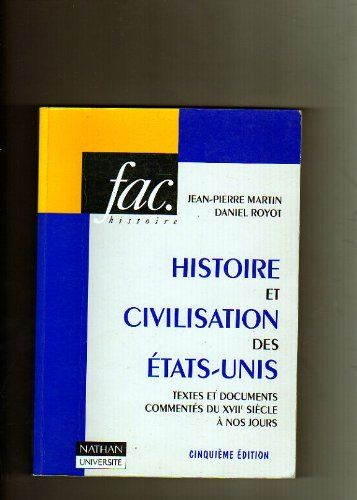 fac.
histoire
JEAN-PIERRE MARTIN
DANIEL ROYOT
HISTOIRE
ET
CIVILISATION
DES
ÉTATS-UNIS
TEXTES ET DOCUMENTS
COMMENTÉS DU XVIIᵉ SIÈCLE
À NOS JOURS
NATHAN
UNIVERSITÉ
CINQUIÈME ÉDITION